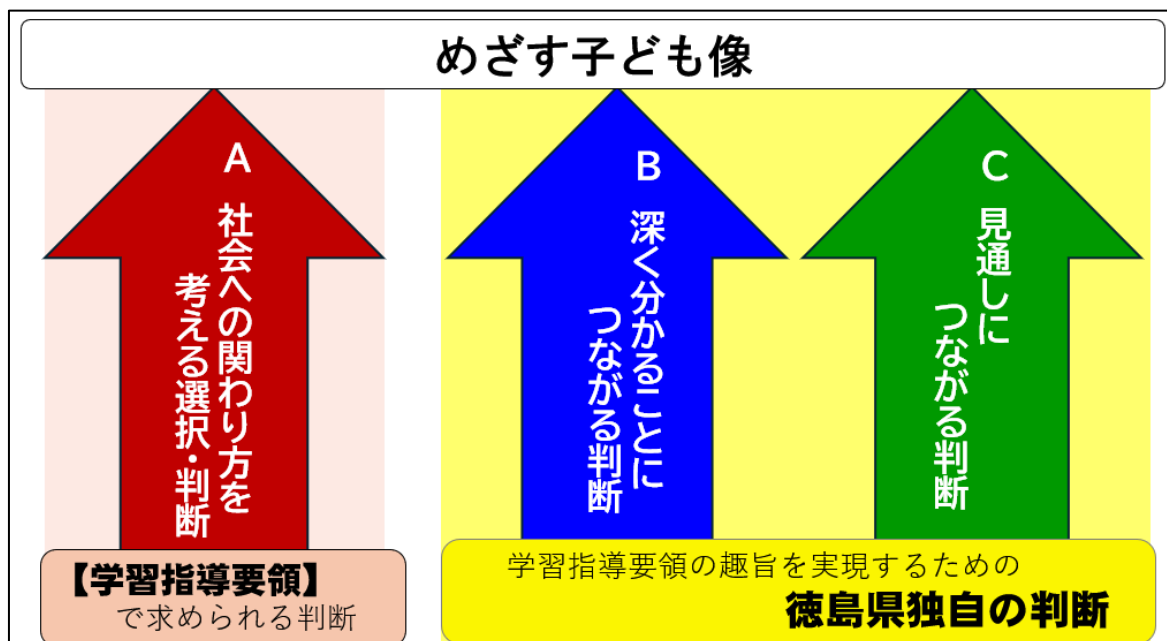 めざす子ども像
A 社会への関わり方を
考える選択・判断
B 深く分かることに
つながる判断
C 見通しに
つながる判断
【学習指導要領】
で求められる判断
学習指導要領の趣旨を実現するための
徳島県独自の判断